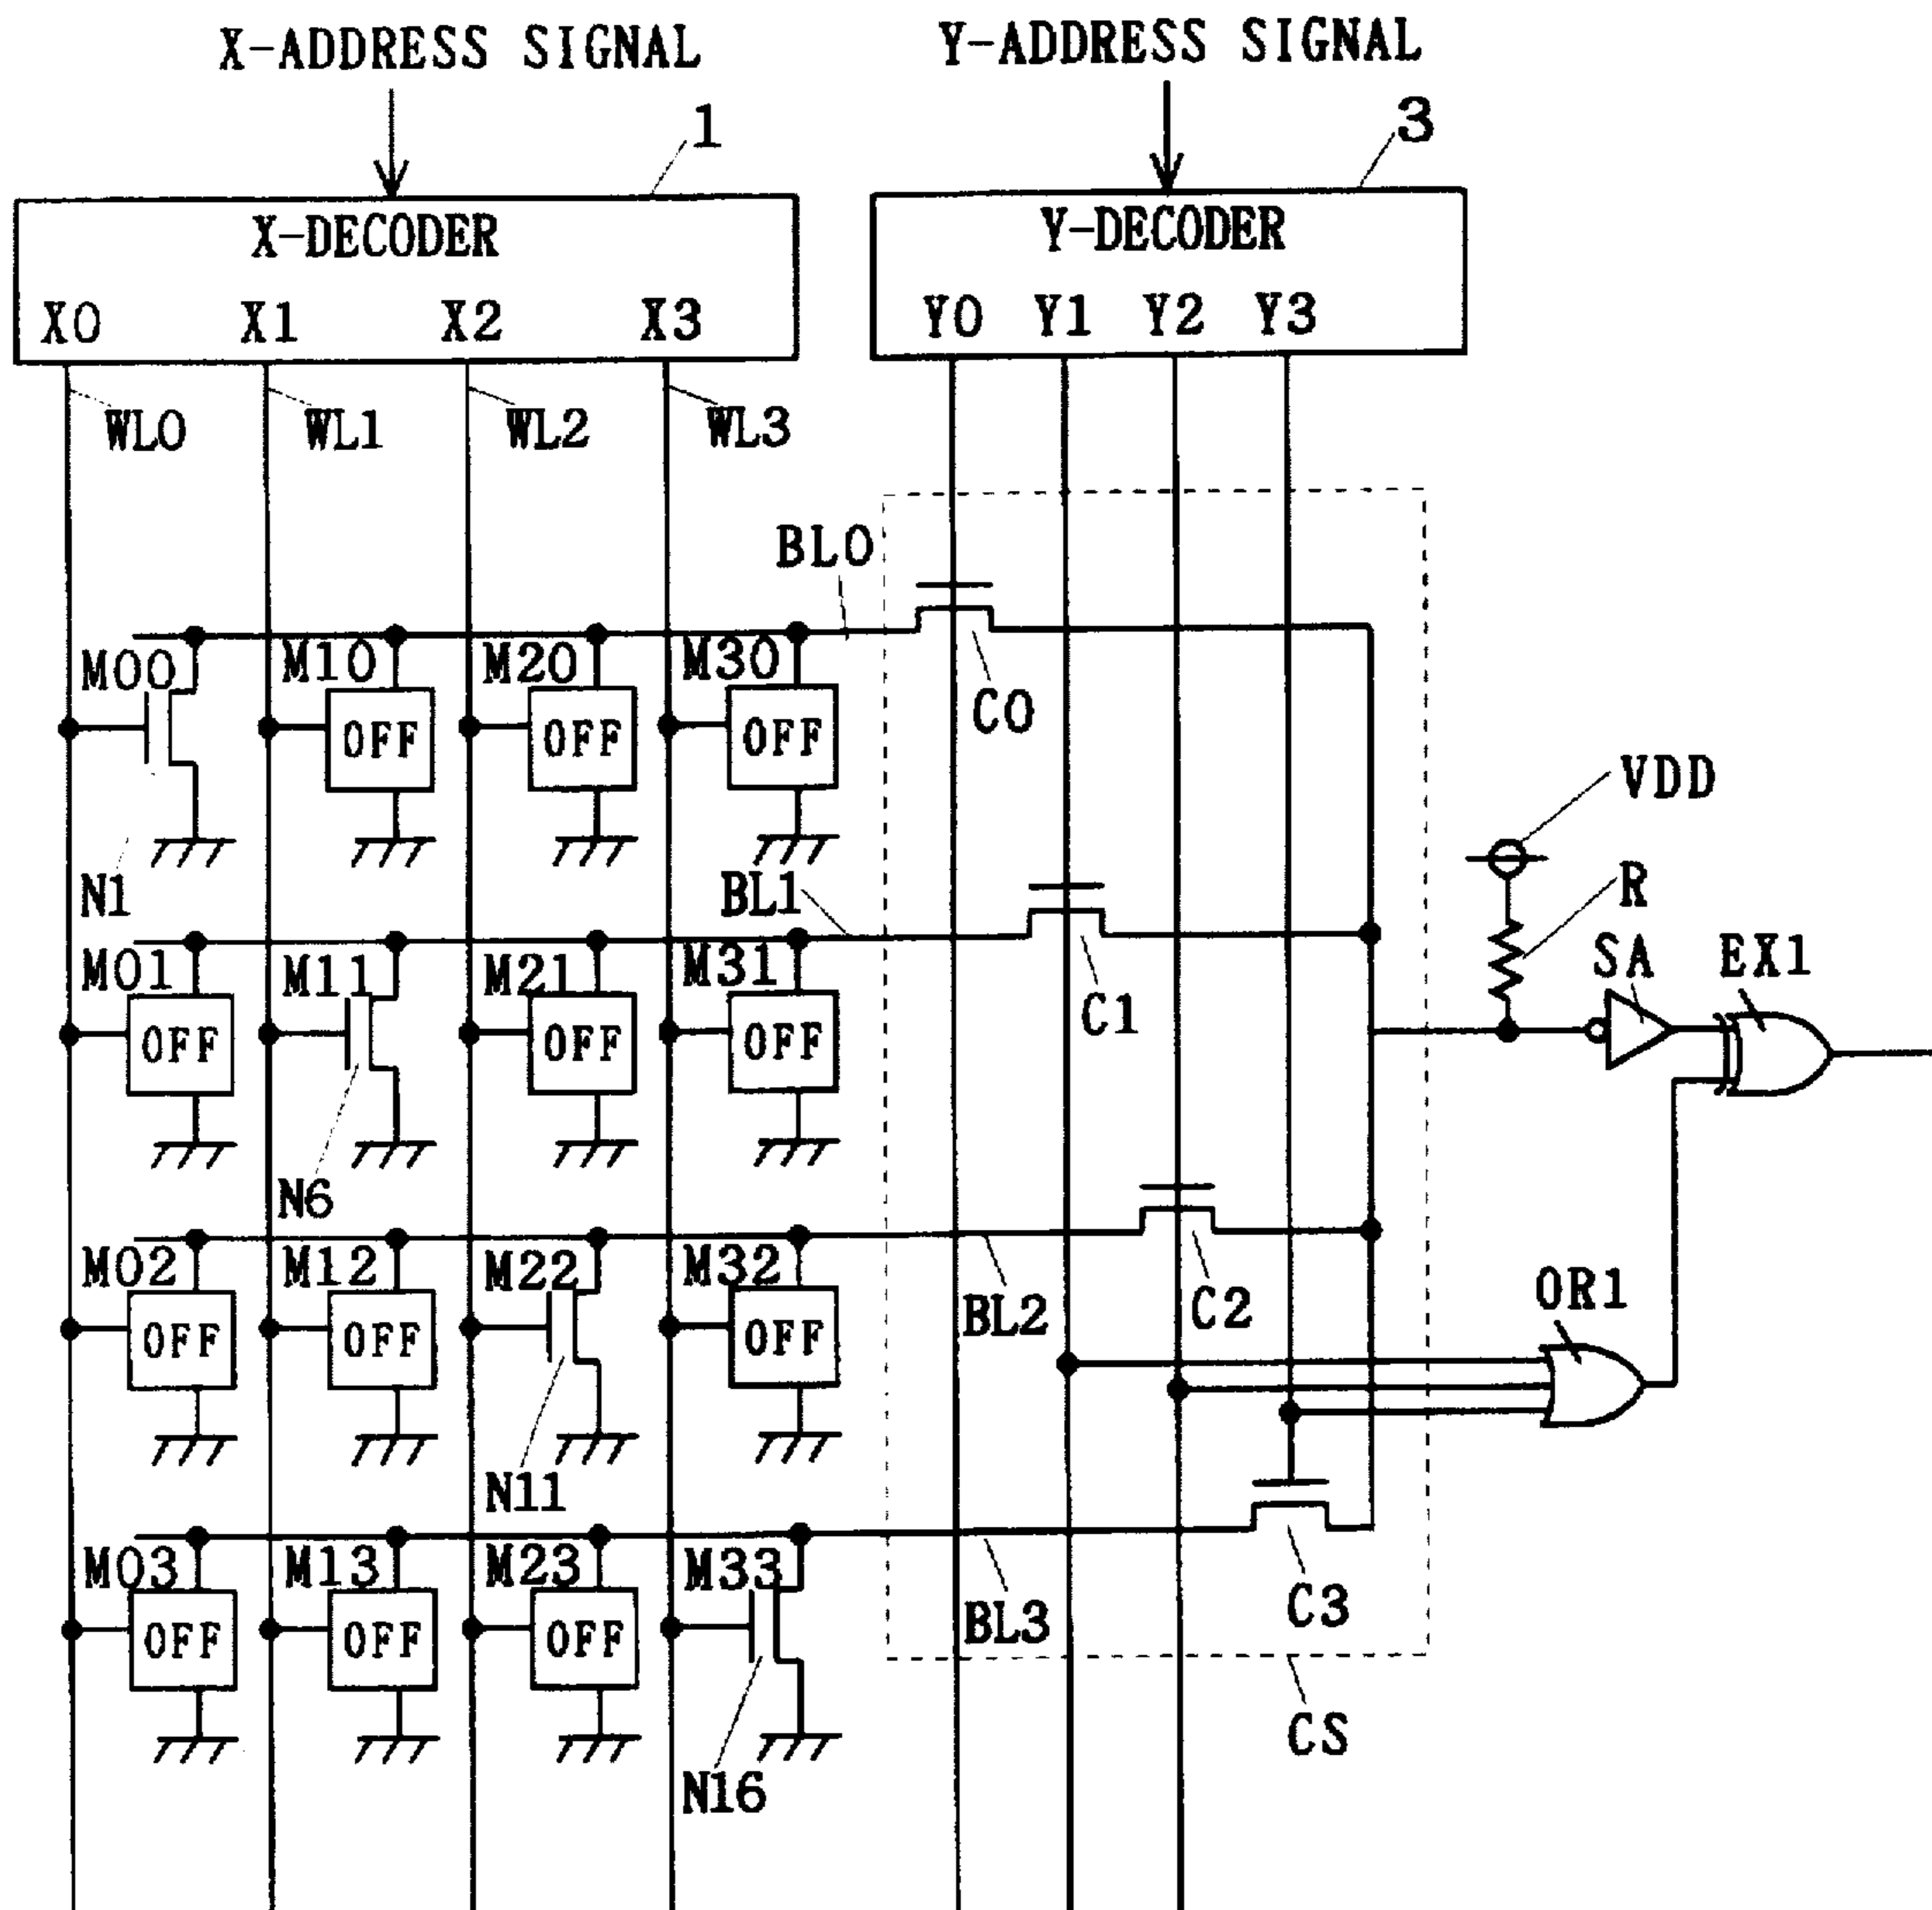 X-ADDRESS SIGNAL
Y-ADDRESS SIGNAL
1
3
X-DECODER
Y-DECODER
X0 X1 X2 X3
Y0 Y1 Y2 Y3
WL0 WL1 WL2 WL3
BL0
M00 M10 M20 M30
C0
OFF OFF OFF
VDD
N1
BL1
R
M01 M11 M21 M31
C1
SA
EX1
OFF OFF OFF
N6
M02 M12 M22 M32
BL2
C2
OR1
OFF OFF OFF
N11
M03 M13 M23 M33
BL3
C3
OFF OFF OFF
CS
N16